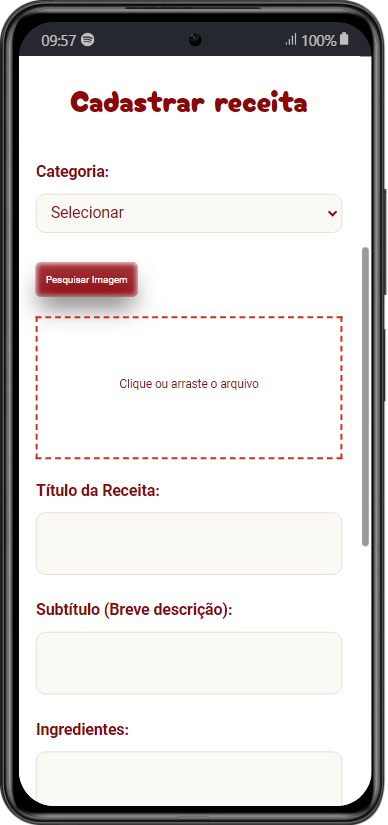 09:57
100%
Cadastrar receita
Categoria:
Selecionar
Pesquisar Imagem
Clique ou arraste o arquivo
Título da Receita:
Subtítulo (Breve descrição):
Ingredientes: